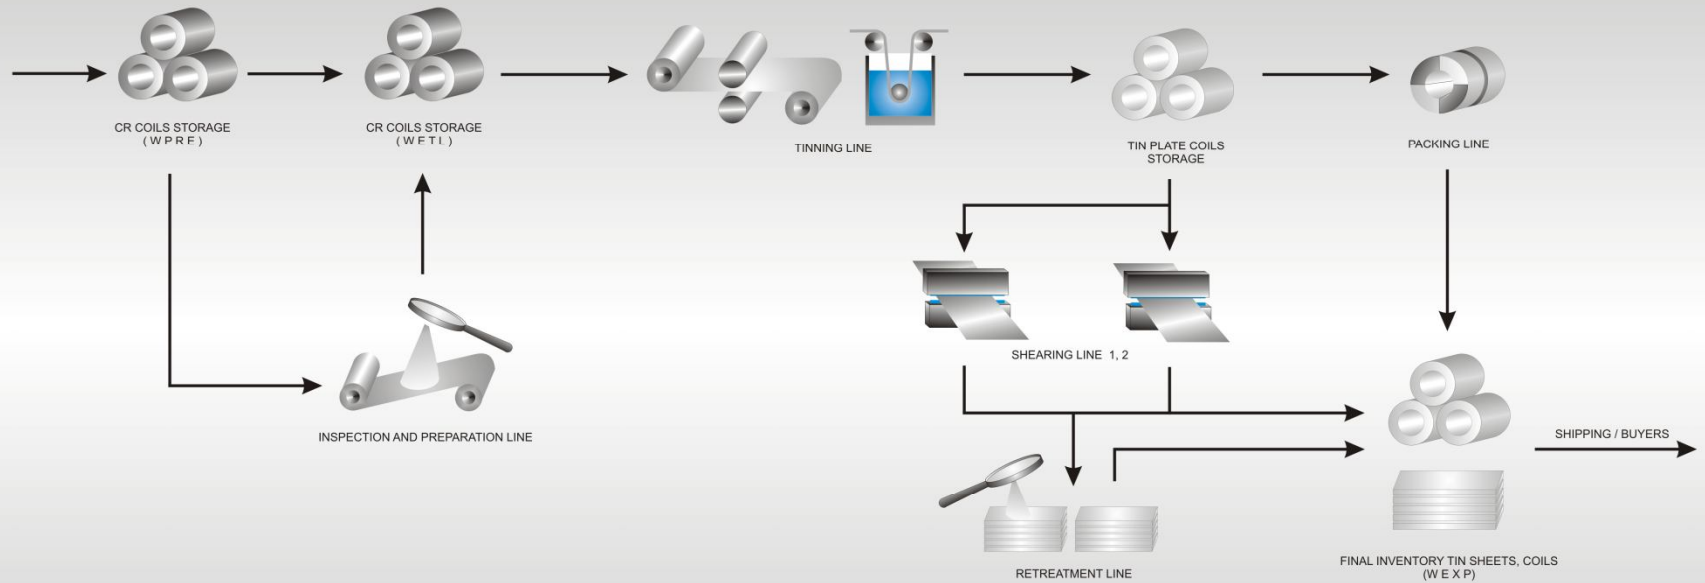 CR COILS STORAGE
( W P R E )
CR COILS STORAGE
( W E T L )
TINNING LINE
TIN PLATE COILS
STORAGE
PACKING LINE
SHEARING LINE 1, 2
INSPECTION AND PREPARATION LINE
SHIPPING / BUYERS
RETREATMENT LINE
FINAL INVENTORY TIN SHEETS, COILS
(W E X P)